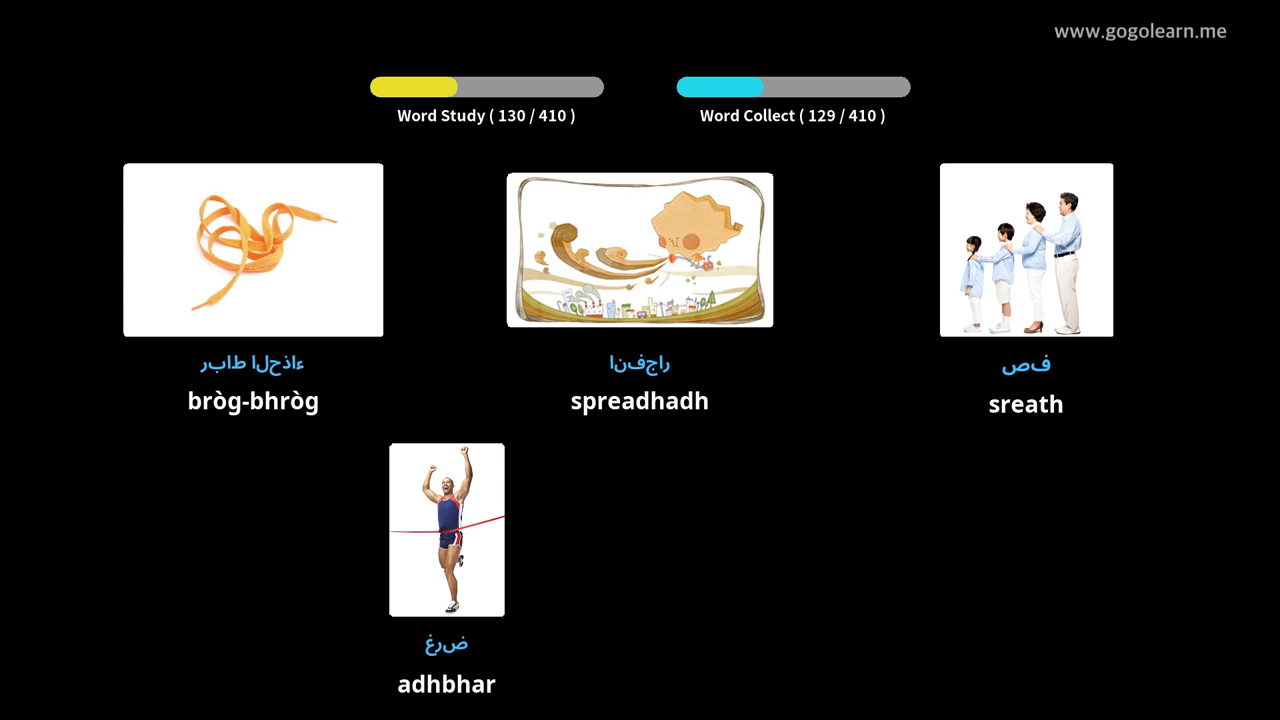 www.gogolearn.me
Word Study ( 130 / 410 )
Word Collect ( 129 / 410 )
رباط الحذاء
bròg-bhròg
انفجار
spreadhadh
صف
sreath
غرض
adhbhar